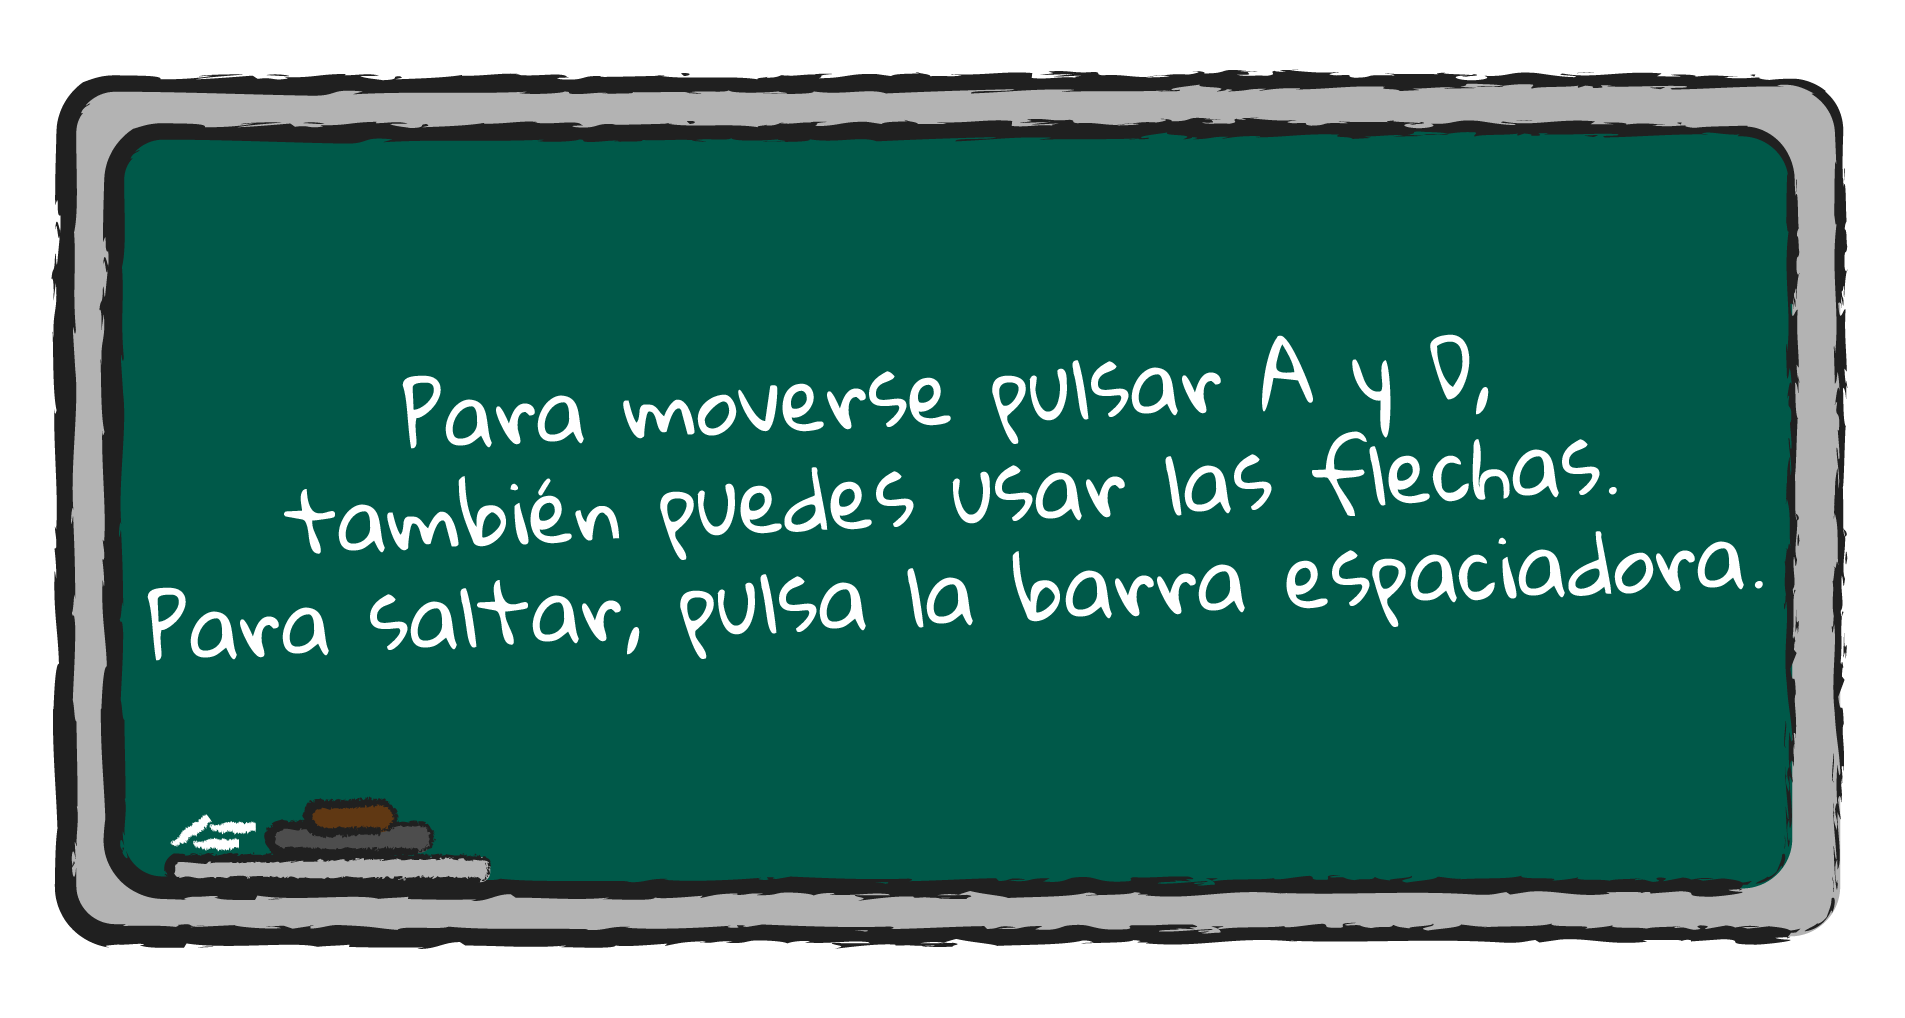 Para moverse pulsar A y D,
también puedes usar las flechas.
Para saltar, pulsa la barra espaciadora.